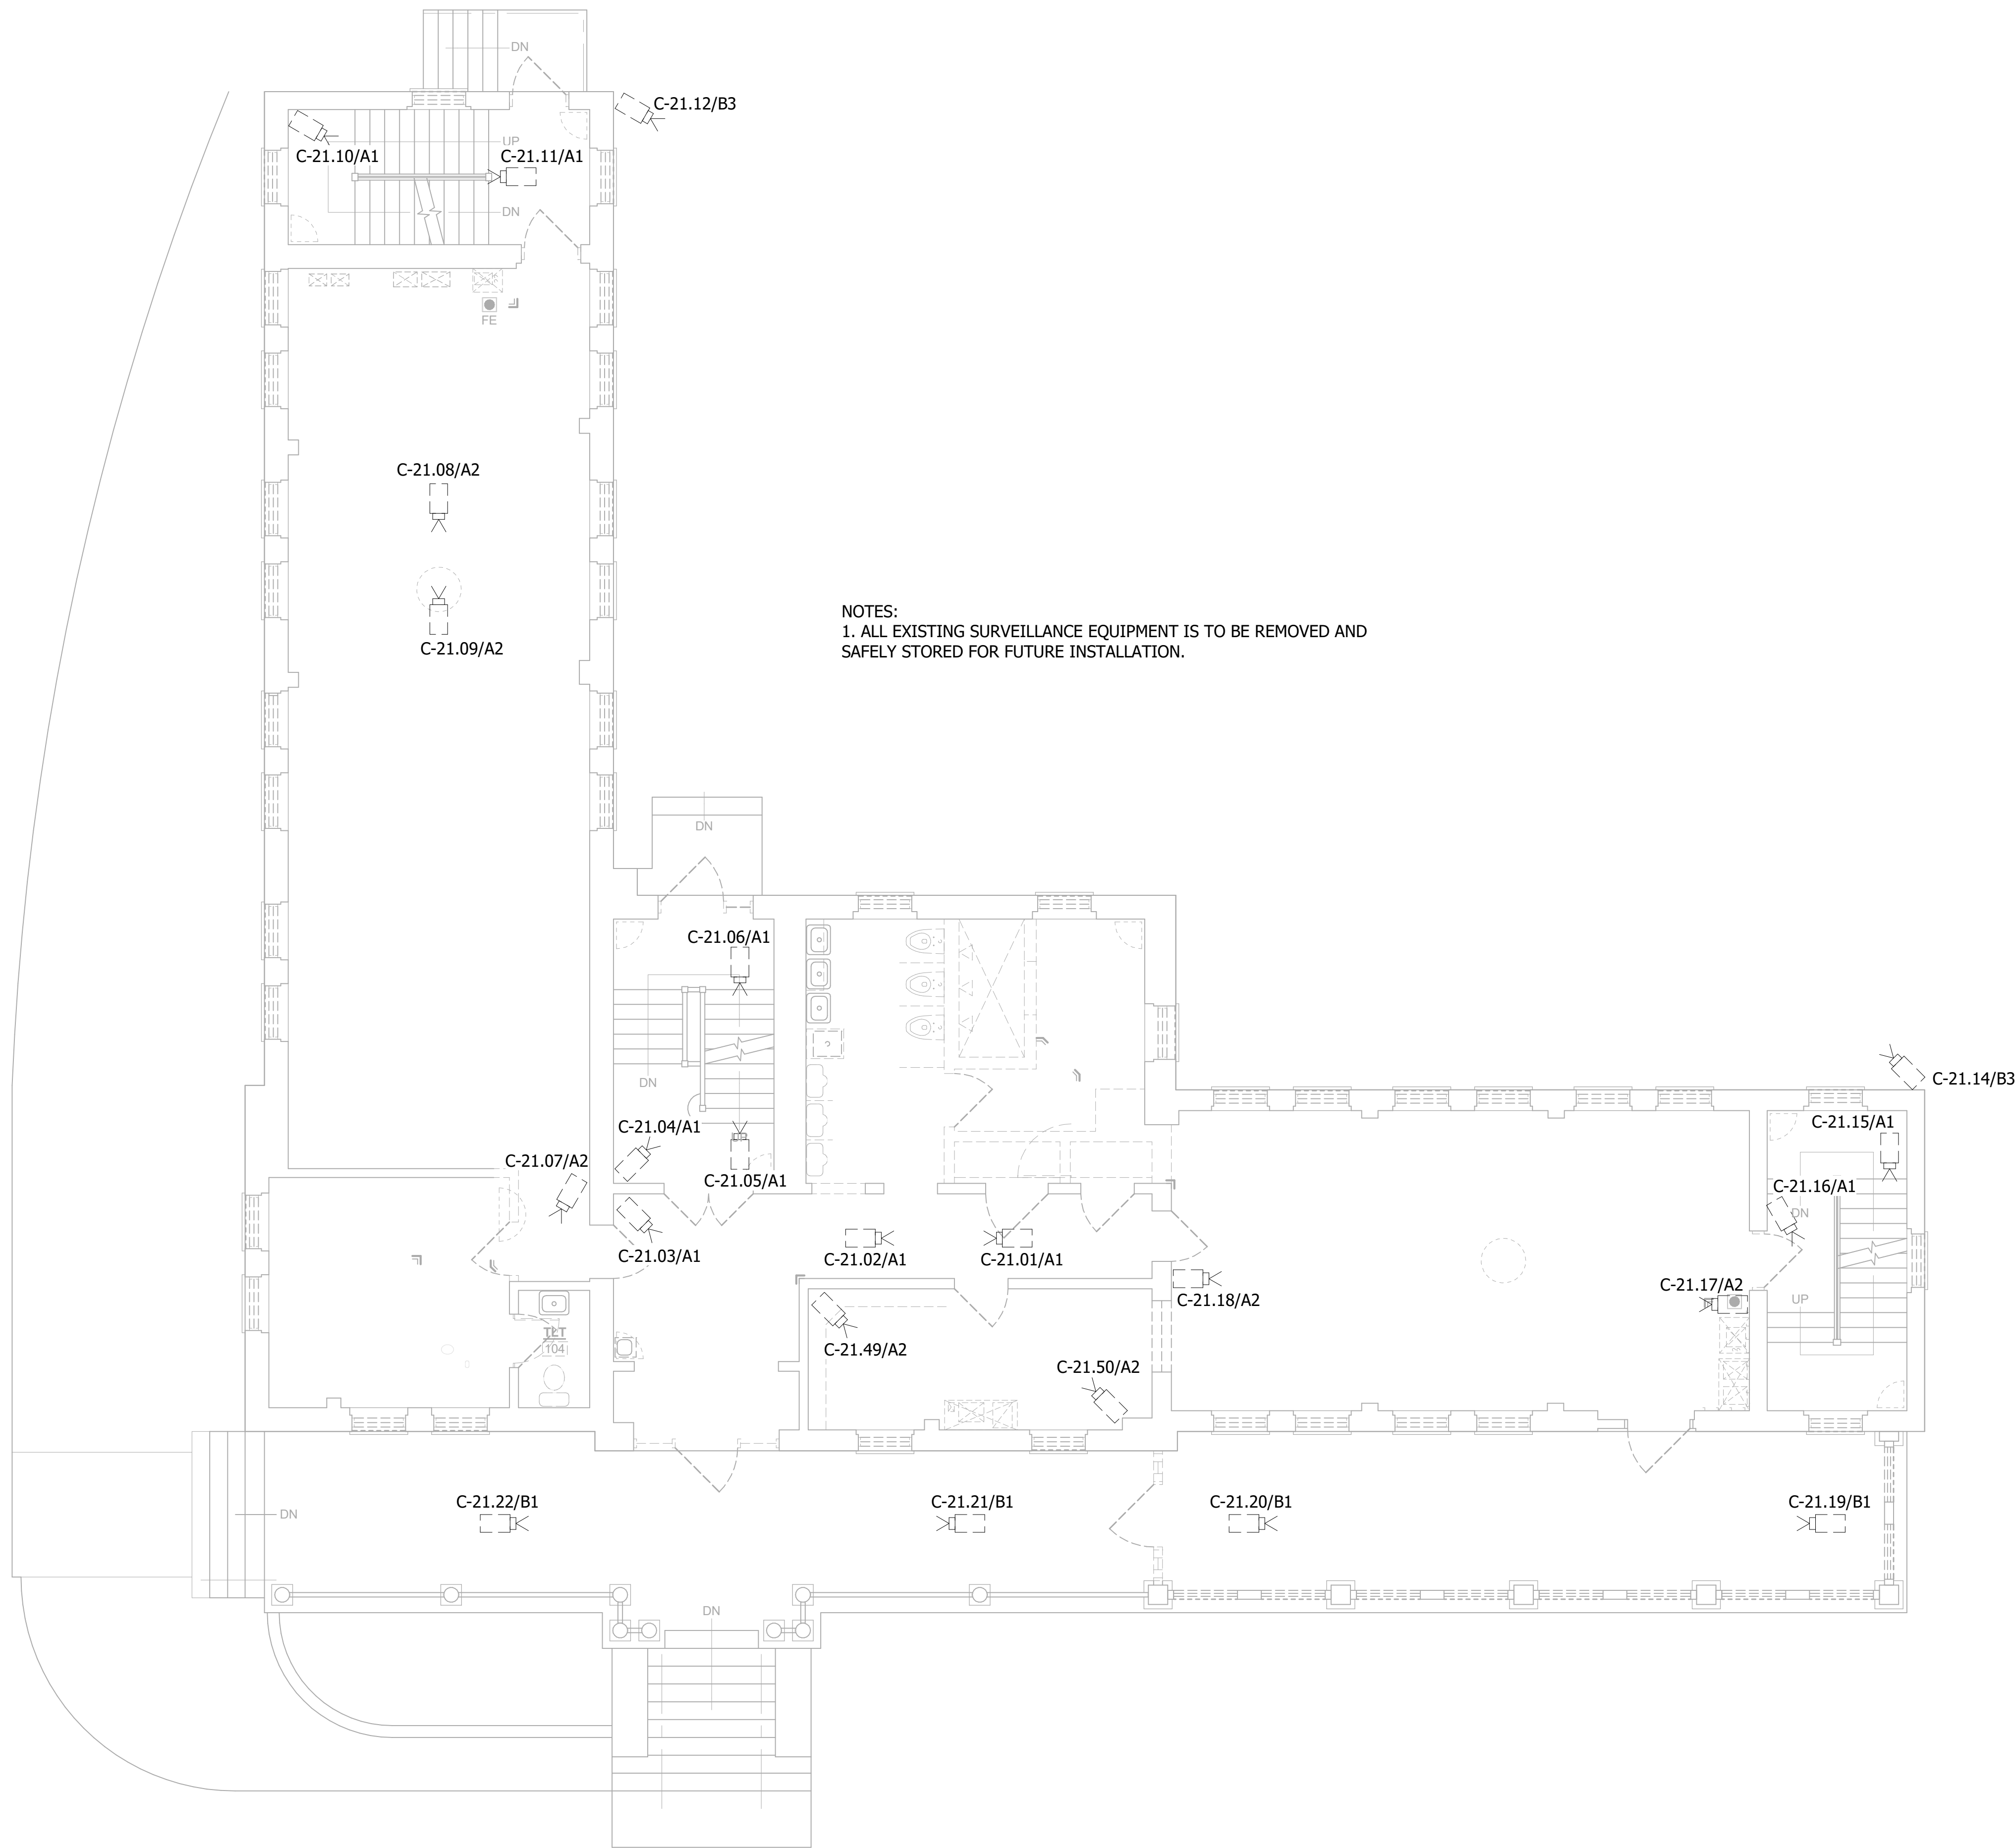 DN
C-21.12/B3
UP
C-21.10/A1
C-21.11/A1
DN
FE
C-21.08/A2
C-21.09/A2
NOTES:
1. ALL EXISTING SURVEILLANCE EQUIPMENT IS TO BE REMOVED AND
SAFELY STORED FOR FUTURE INSTALLATION.
DN
C-21.06/A1
DN
C-21.14/B3
C-21.04/A1
C-21.15/A1
C-21.07/A2
C-21.05/A1
C-21.16/A1
DN
C-21.03/A1
C-21.02/A1
C-21.01/A1
C-21.17/A2
C-21.18/A2
UP
TLT
104
C-21.49/A2
C-21.50/A2
C-21.22/B1
C-21.21/B1
C-21.20/B1
C-21.19/B1
DN
DN